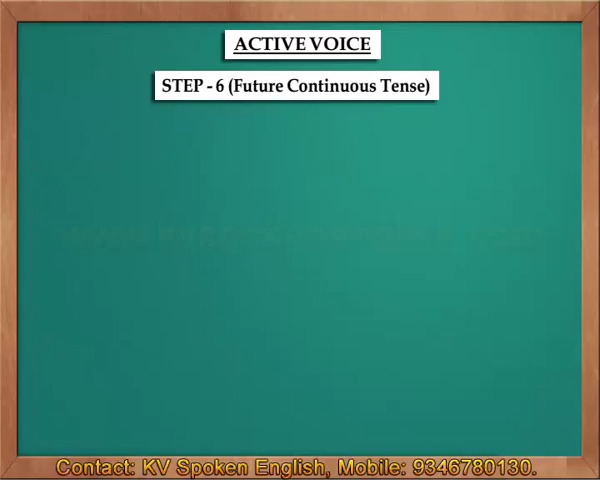 ACTIVE VOICE
STEP - 6 (Future Continuous Tense)
Contact: KV Spoken English, Mobile: 9346780130.